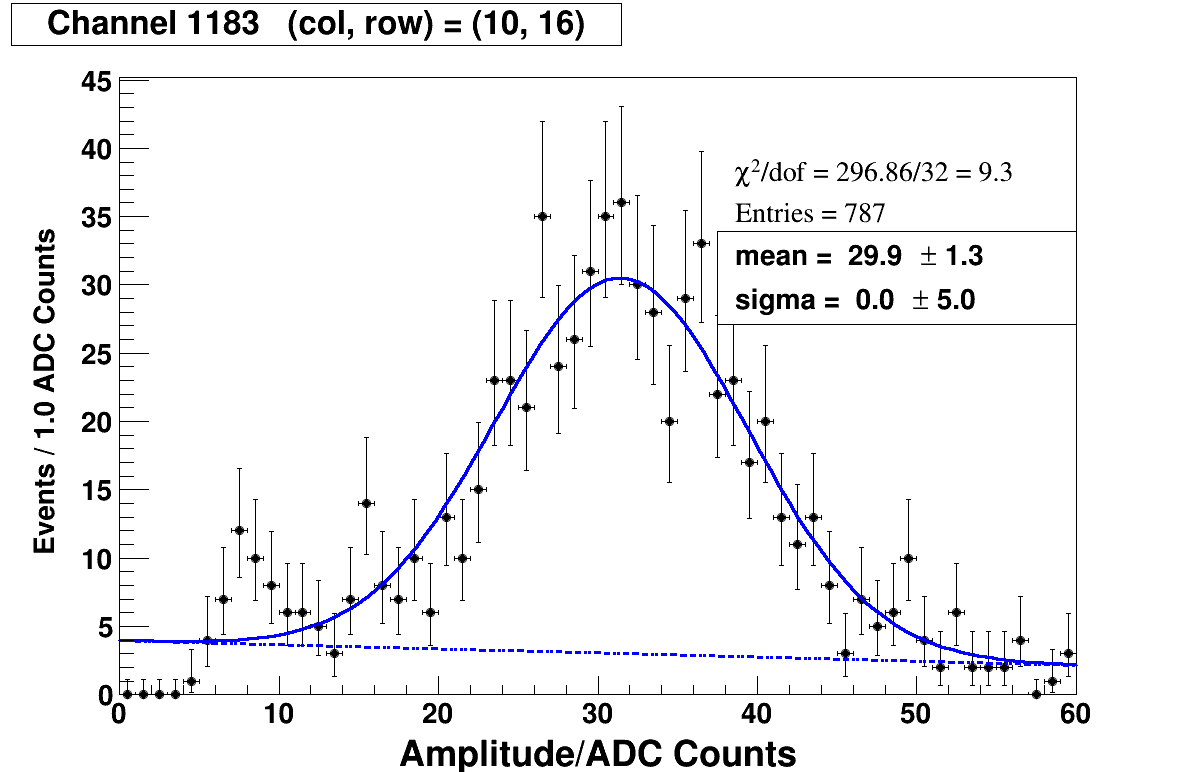 Channel 1183 (col, row) = (10, 16)
45
40
35
30
25
20
15
10
5
0
Events / 1.0 ADC Counts
χ²/dof = 296.86/32 = 9.3
Entries = 787
mean = 29.9 ± 1.3
sigma = 0.0 ± 5.0
0 10 20 30 40 50 60
Amplitude/ADC Counts